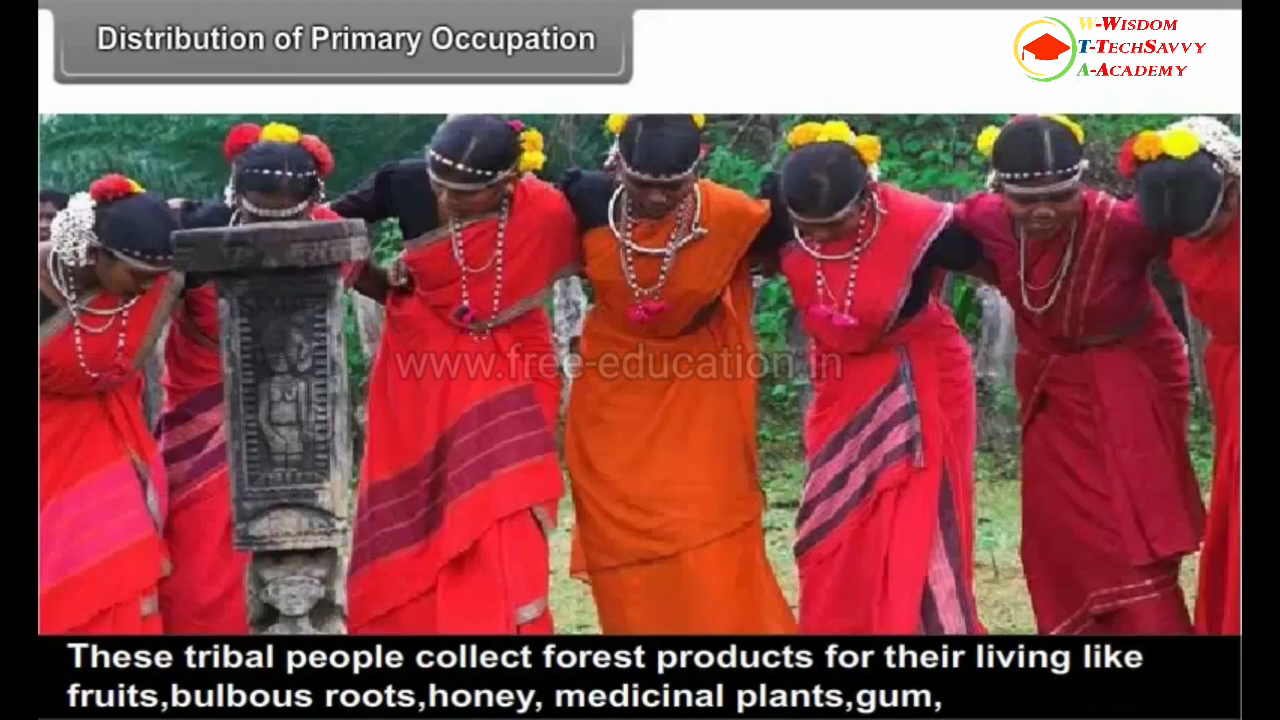 Distribution of Primary Occupation
W-Wisdom
T-TechSavvy
A-Academy
www.free-education.in
These tribal people collect forest products for their living like
fruits,bulbous roots,honey, medicinal plants,gum,